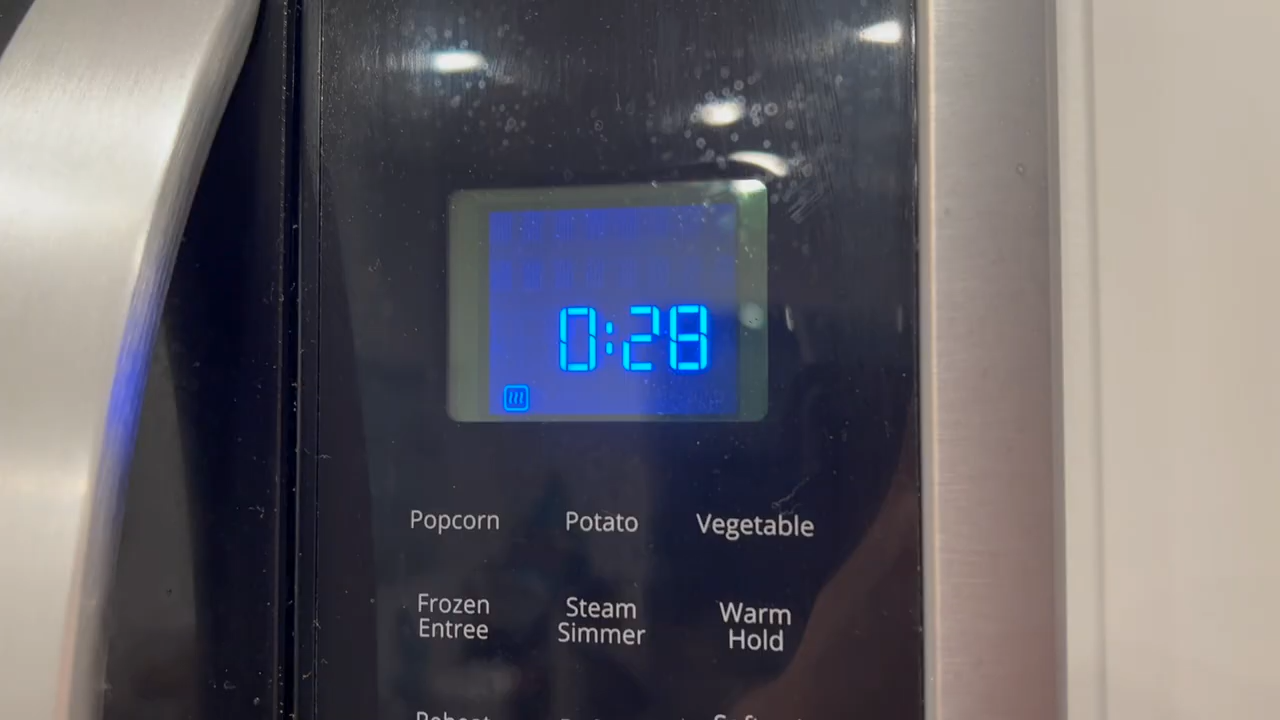 0:28
Popcorn Potato Vegetable
Frozen Entree
Steam Simmer
Warm Hold